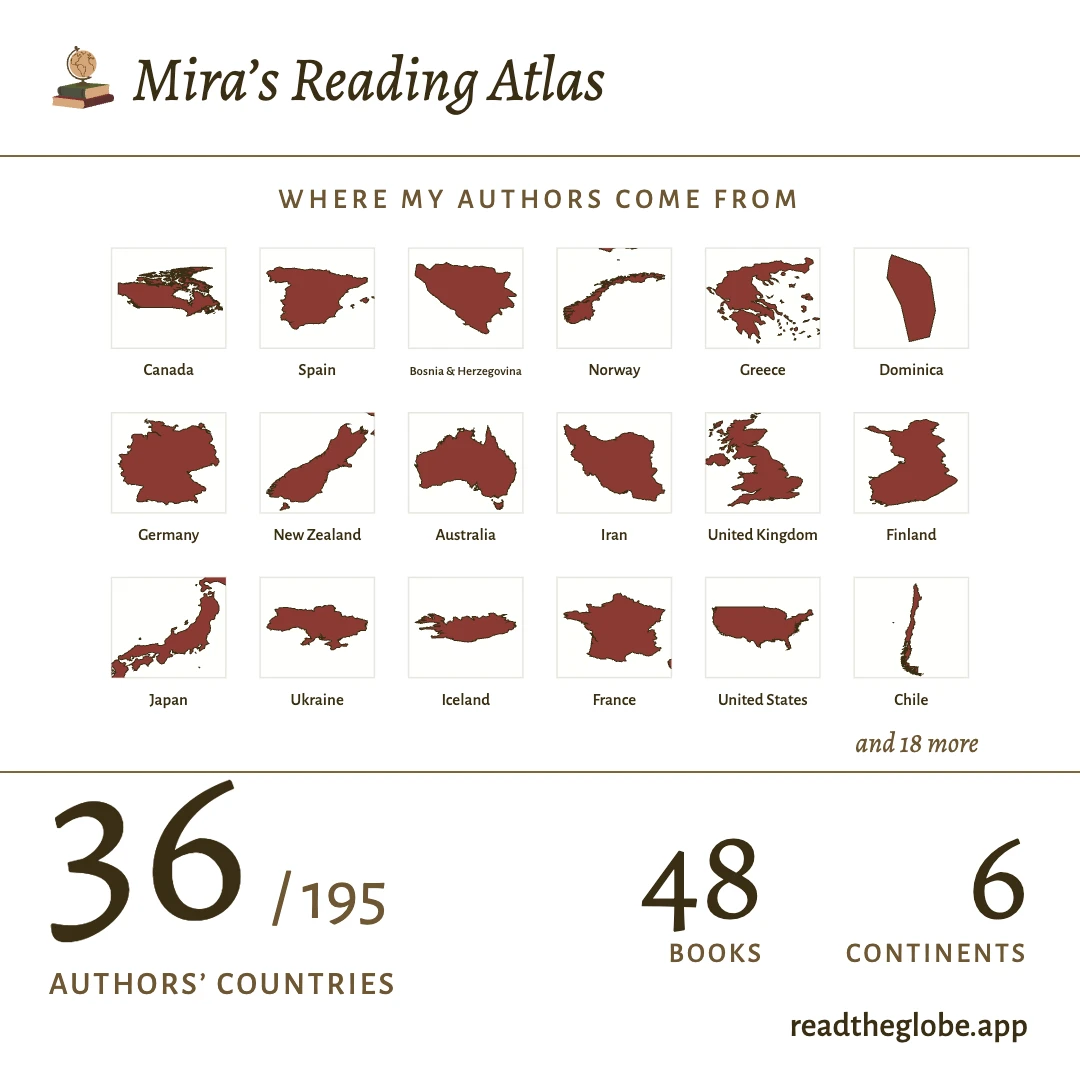 Mira’s Reading Atlas
WHERE MY AUTHORS COME FROM
Canada Spain Bosnia & Herzegovina Norway Greece Dominica
Germany New Zealand Australia Iran United Kingdom Finland
Japan Ukraine Iceland France United States Chile
and 18 more
36 /195
AUTHORS’ COUNTRIES
48
BOOKS
6
CONTINENTS
readtheglobe.app